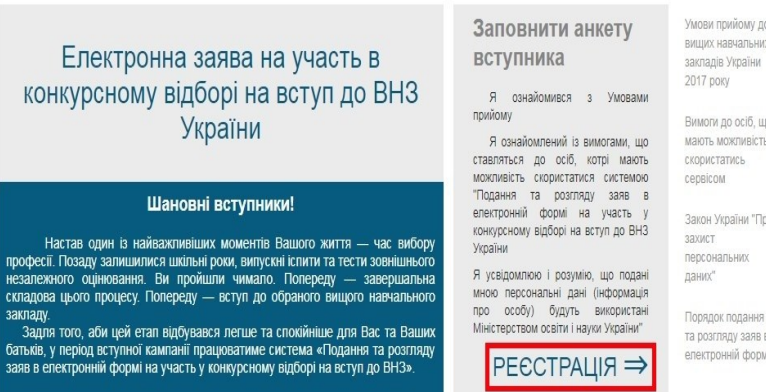 Електронна заява на участь в
конкурсному відборі на вступ до ВНЗ
України
Шановні вступники!
Настав один із найважливіших моментів Вашого життя — час вибору
професії. Позаду залишилися шкільні роки, випускні іспити та тести зовнішнього
незалежного оцінювання. Ви пройшли чимало. Попереду — завершальна
складова цього процесу. Попереду — вступ до обраного вищого навчального
закладу.
Задля того, аби цей етап відбувався легше та спокійніше для Вас та Ваших
батьків, у період вступної кампанії працюватиме система «Подання та розгляду
заяв в електронній формі на участь у конкурсному відборі на вступ до ВНЗ».
Заповнити анкету
вступника
Я ознайомився з Умовами
прийому
Я ознайомлений із вимогами, що
ставляться до осіб, котрі мають
можливість скористатися системою
"Подання та розгляду заяв в
електронній формі на участь у
конкурсному відборі на вступ до ВНЗ
України
Я усвідомлюю і розумію, що подані
мною персональні дані (інформація
про особу) будуть використані
Міністерством освіти і науки України"
РЕЄСТРАЦІЯ ⇒
Умови прийому до
вищих навчальних
закладів України
2017 року
Вимоги до осіб, щ
мають можливість
скористатись
сервісом
Закон України "Пр
захист
персональних
даних"
Порядок подання
та розгляду заяв в
електронній форм